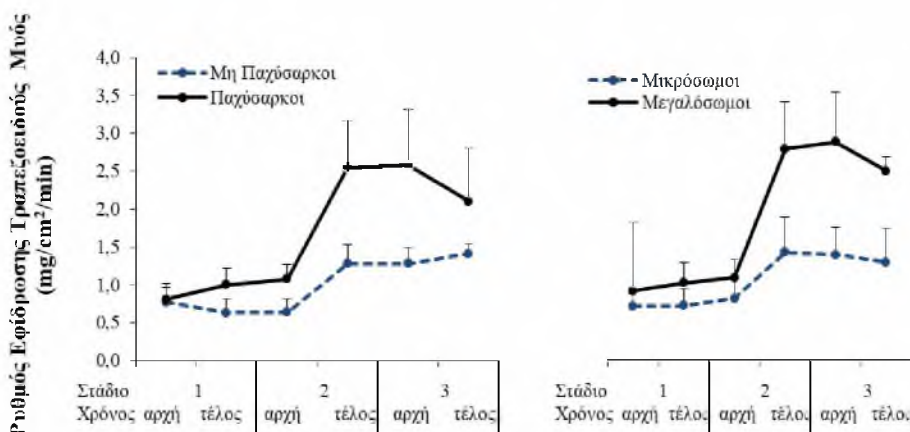 Ρυθμός Εφίδρωσης Τραπεζοειδούς Μυός
(mg/cm²/min)
4,0
3,5
3,0
2,5
2,0
1,5
1,0
0,5
0,0
Μη Παχύσαρκοι
Παχύσαρκοι
Στάδιο 1 2 3
Χρόνος αρχή τέλος αρχή τέλος αρχή τέλος
Μικρόσωμοι
Μεγαλόσωμοι
Στάδιο 1 2 3
Χρόνος αρχή τέλος αρχή τέλος αρχή τέλος